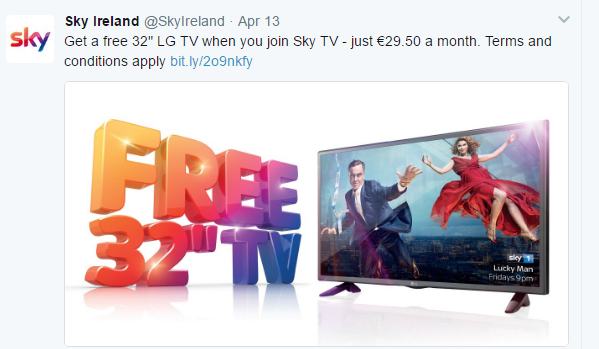 Sky Ireland @SkyIreland · Apr 13
sky
Get a free 32" LG TV when you join Sky TV - just €29.50 a month. Terms and
conditions apply bit.ly/2o9nkfy
FREE
32" TV
sky 1
Lucky Man
Fridays 9pm
LG